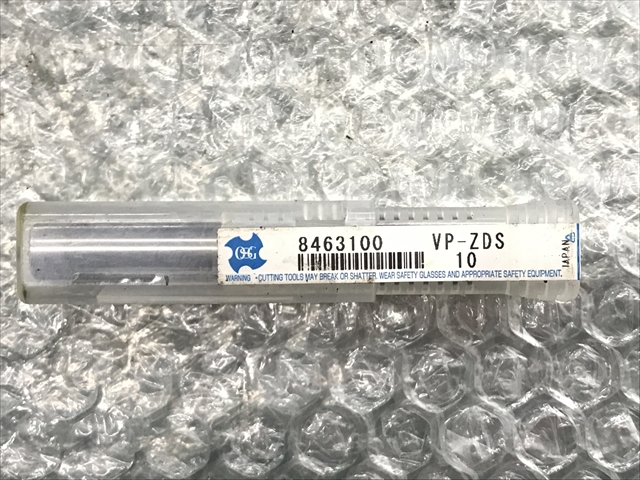 OSG
8463100 VP-ZDS
10
WARNING - CUTTING TOOLS MAY BREAK OR SHATTER. WEAR SAFETY GLASSES AND APPROPRIATE SAFETY EQUIPMENT.
JAPAN